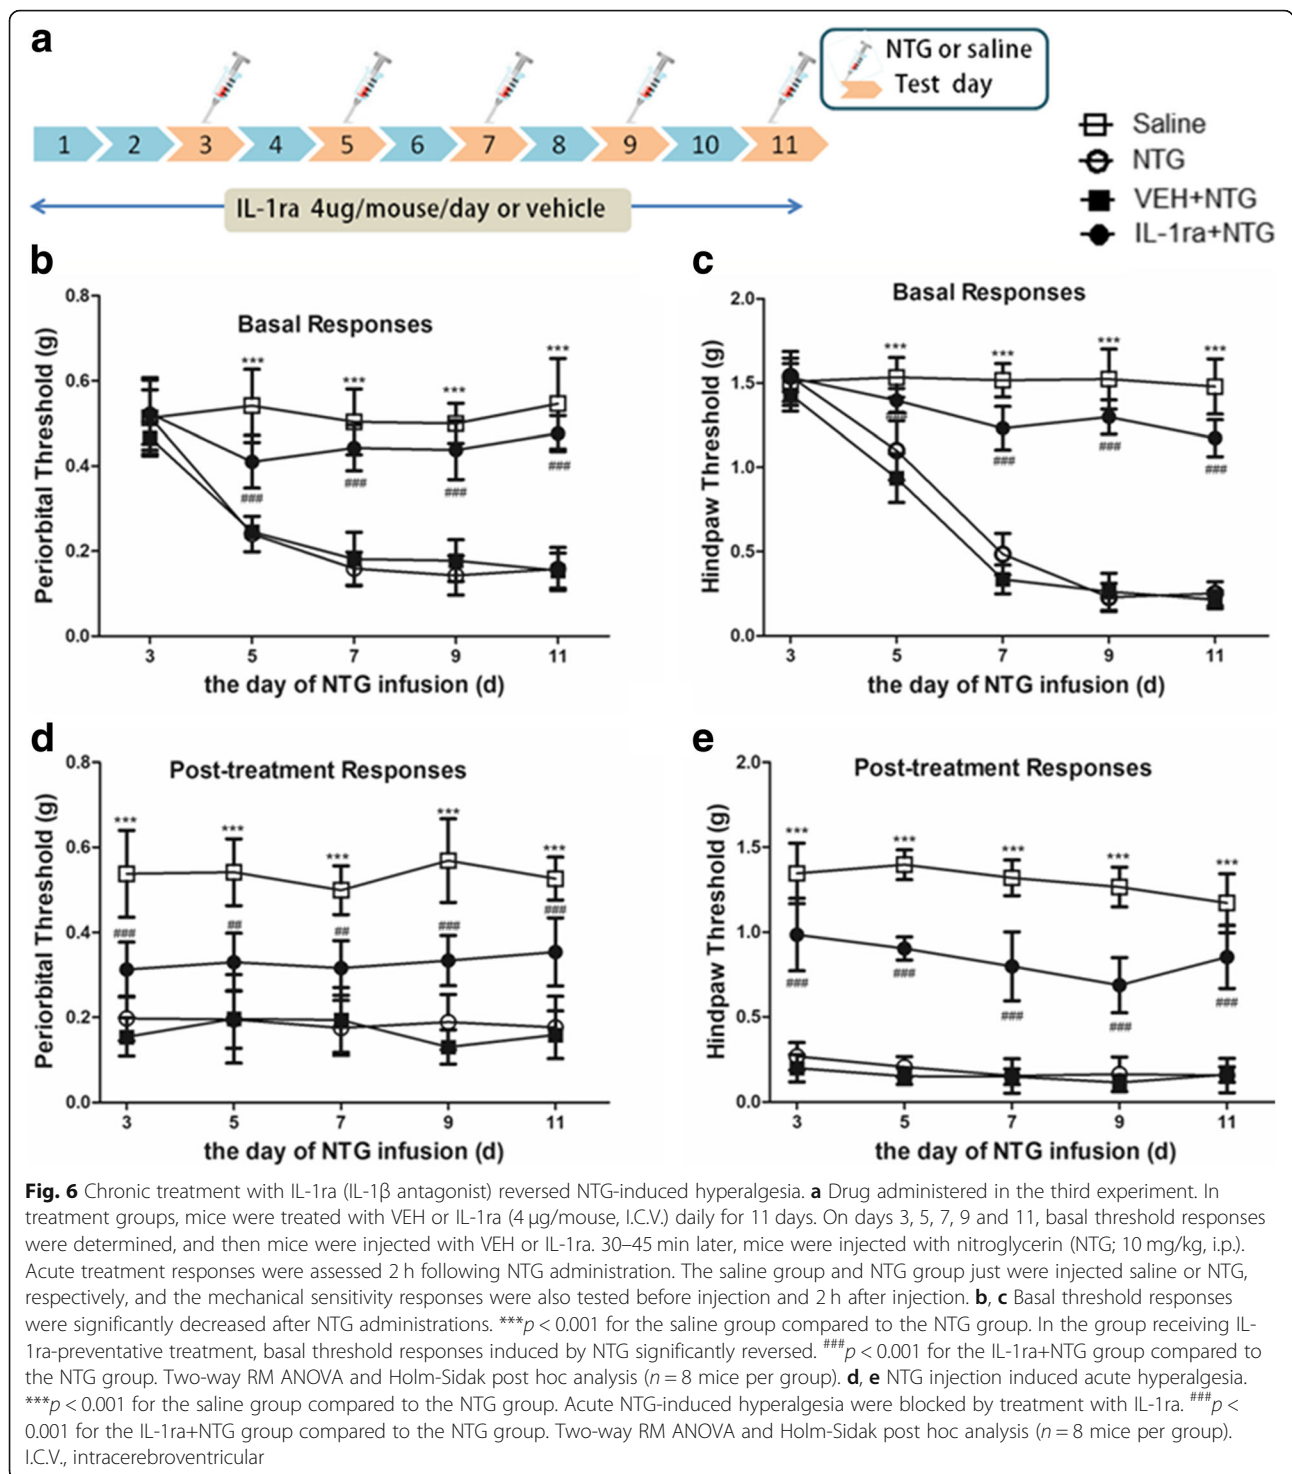 a
NTG or saline
Test day
1 2 3 4 5 6 7 8 9 10 11
IL-1ra 4ug/mouse/day or vehicle
Saline
NTG
VEH+NTG
IL-1ra+NTG
b
Basal Responses
Periorbital Threshold (g)
0.8
0.6
0.4
0.2
0.0
*** *** *** ***
### ### ### ###
3 5 7 9 11
the day of NTG infusion (d)
c
Basal Responses
Hindpaw Threshold (g)
2.0
1.5
1.0
0.5
0.0
*** *** *** ***
### ### ### ###
3 5 7 9 11
the day of NTG infusion (d)
d
Post-treatment Responses
Periorbital Threshold (g)
0.8
0.6
0.4
0.2
0.0
*** *** *** *** ***
### ## ## ### ###
3 5 7 9 11
the day of NTG infusion (d)
e
Post-treatment Responses
Hindpaw Threshold (g)
2.0
1.5
1.0
0.5
0.0
*** *** *** *** ***
### ### ### ### ###
3 5 7 9 11
the day of NTG infusion (d)
Fig. 6 Chronic treatment with IL-1ra (IL-1β antagonist) reversed NTG-induced hyperalgesia. a Drug administered in the third experiment. In
treatment groups, mice were treated with VEH or IL-1ra (4 μg/mouse, I.C.V.) daily for 11 days. On days 3, 5, 7, 9 and 11, basal threshold responses
were determined, and then mice were injected with VEH or IL-1ra. 30–45 min later, mice were injected with nitroglycerin (NTG; 10 mg/kg, i.p.).
Acute treatment responses were assessed 2 h following NTG administration. The saline group and NTG group just were injected saline or NTG,
respectively, and the mechanical sensitivity responses were also tested before injection and 2 h after injection. b, c Basal threshold responses
were significantly decreased after NTG administrations. ***p < 0.001 for the saline group compared to the NTG group. In the group receiving IL-
1ra-preventative treatment, basal threshold responses induced by NTG significantly reversed. ###p < 0.001 for the IL-1ra+NTG group compared to
the NTG group. Two-way RM ANOVA and Holm-Sidak post hoc analysis (n = 8 mice per group). d, e NTG injection induced acute hyperalgesia.
***p < 0.001 for the saline group compared to the NTG group. Acute NTG-induced hyperalgesia were blocked by treatment with IL-1ra. ###p <
0.001 for the IL-1ra+NTG group compared to the NTG group. Two-way RM ANOVA and Holm-Sidak post hoc analysis (n = 8 mice per group).
I.C.V., intracerebroventricular